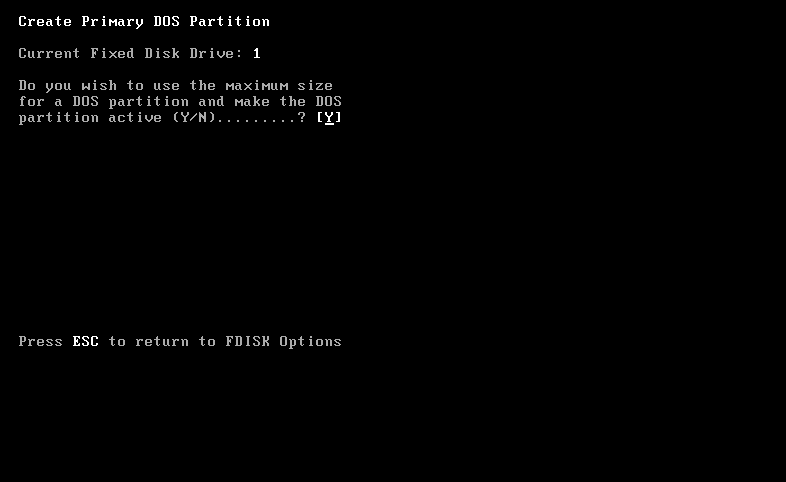 Create Primary DOS Partition
Current Fixed Disk Drive: 1
Do you wish to use the maximum size
for a DOS partition and make the DOS
partition active (Y/N).........? [Y]
Press ESC to return to FDISK Options